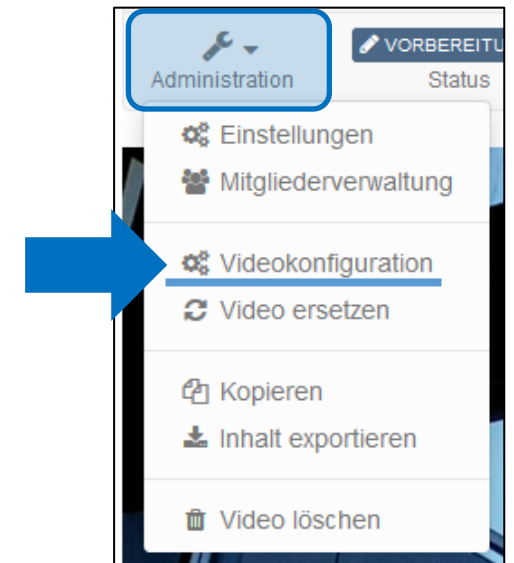 VORBEREITU
Administration Status
Einstellungen
Mitgliederverwaltung
Videokonfiguration
Video ersetzen
Kopieren
Inhalt exportieren
Video löschen